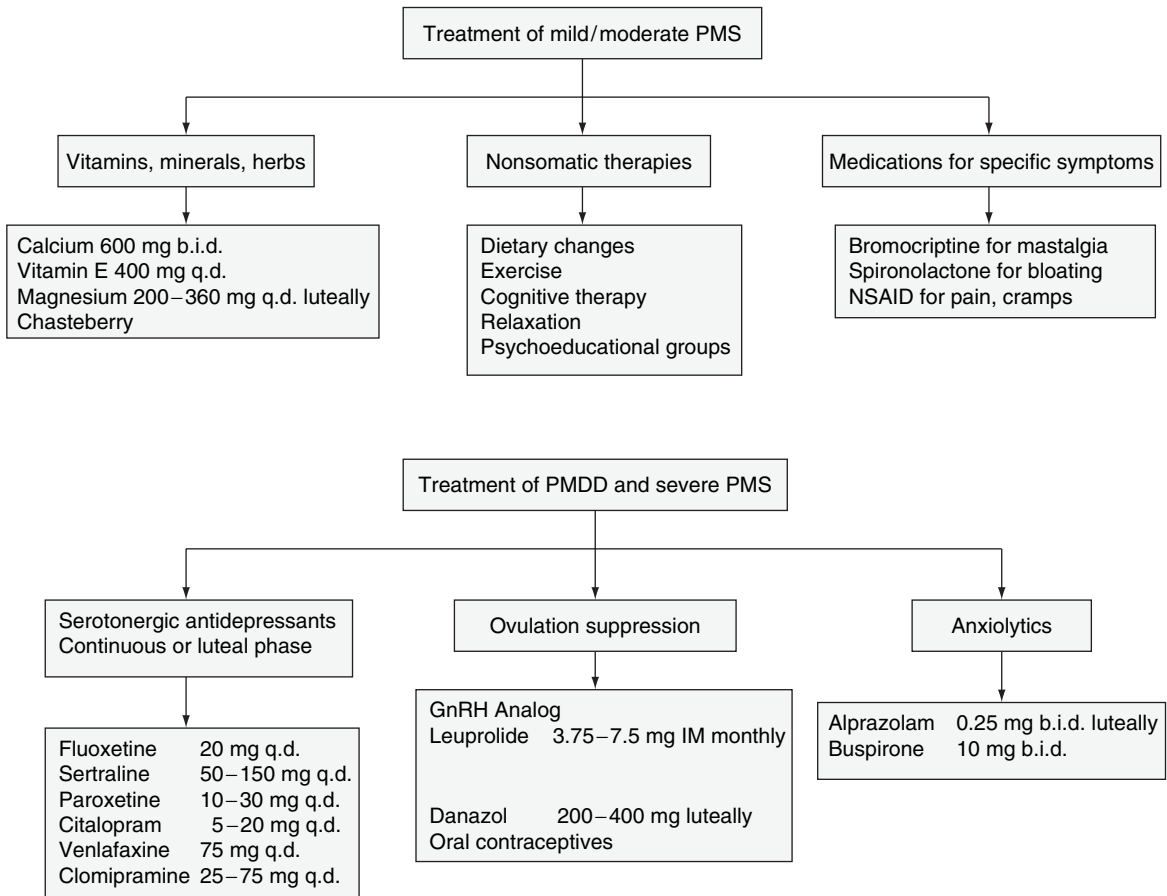 Treatment of mild/moderate PMS
Vitamins, minerals, herbs
Nonsomatic therapies
Medications for specific symptoms
Calcium 600 mg b.i.d.
Vitamin E 400 mg q.d.
Magnesium 200–360 mg q.d. luteally
Chasteberry
Dietary changes
Exercise
Cognitive therapy
Relaxation
Psychoeducational groups
Bromocriptine for mastalgia
Spironolactone for bloating
NSAID for pain, cramps
Treatment of PMDD and severe PMS
Serotonergic antidepressants
Continuous or luteal phase
Ovulation suppression
Anxiolytics
Fluoxetine 20 mg q.d.
Sertraline 50–150 mg q.d.
Paroxetine 10–30 mg q.d.
Citalopram 5–20 mg q.d.
Venlafaxine 75 mg q.d.
Clomipramine 25–75 mg q.d.
GnRH Analog
Leuprolide 3.75–7.5 mg IM monthly
Danazol 200–400 mg luteally
Oral contraceptives
Alprazolam 0.25 mg b.i.d. luteally
Buspirone 10 mg b.i.d.